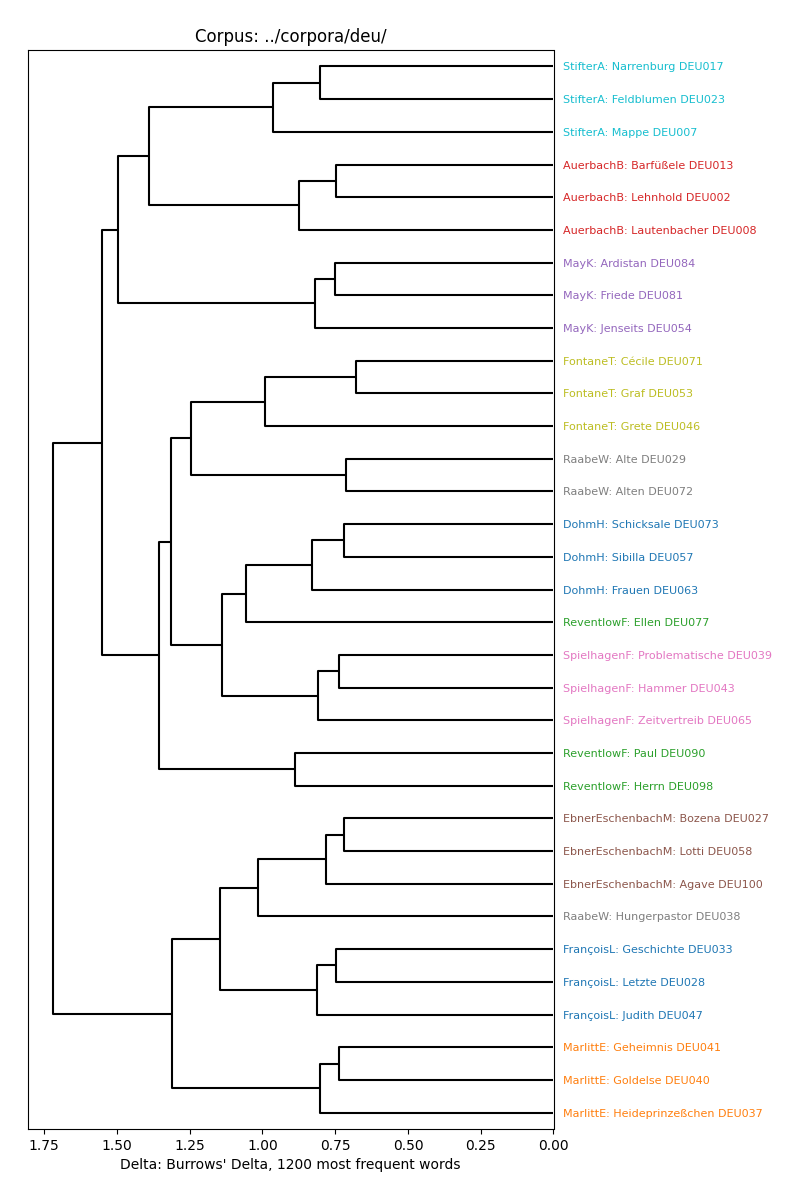 Corpus: ../corpora/deu/
StifterA: Narrenburg DEU017
StifterA: Feldblumen DEU023
StifterA: Mappe DEU007
AuerbachB: Barfüßele DEU013
AuerbachB: Lehnhold DEU002
AuerbachB: Lautenbacher DEU008
MayK: Ardistan DEU084
MayK: Friede DEU081
MayK: Jenseits DEU054
FontaneT: Cécile DEU071
FontaneT: Graf DEU053
FontaneT: Grete DEU046
RaabeW: Alte DEU029
RaabeW: Alten DEU072
DohmH: Schicksale DEU073
DohmH: Sibilla DEU057
DohmH: Frauen DEU063
ReventlowF: Ellen DEU077
SpielhagenF: Problematische DEU039
SpielhagenF: Hammer DEU043
SpielhagenF: Zeitvertreib DEU065
ReventlowF: Paul DEU090
ReventlowF: Herrn DEU098
EbnerEschenbachM: Bozena DEU027
EbnerEschenbachM: Lotti DEU058
EbnerEschenbachM: Agave DEU100
RaabeW: Hungerpastor DEU038
FrançoisL: Geschichte DEU033
FrançoisL: Letzte DEU028
FrançoisL: Judith DEU047
MarlittE: Geheimnis DEU041
MarlittE: Goldelse DEU040
MarlittE: Heideprinzeßchen DEU037
1.75 1.50 1.25 1.00 0.75 0.50 0.25 0.00
Delta: Burrows' Delta, 1200 most frequent words